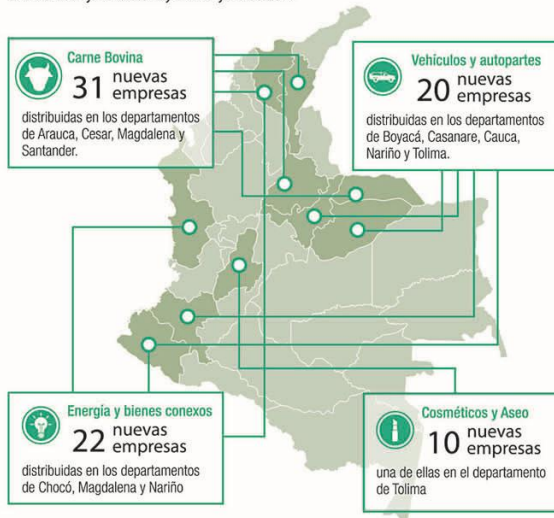 Carne Bovina
31 nuevas
empresas
distribuidas en los departamentos
de Arauca, Cesar, Magdalena y
Santander.
Vehículos y autopartes
20 nuevas
empresas
distribuidas en los departamentos
de Boyacá, Casanare, Cauca,
Nariño y Tolima.
Energía y bienes conexos
22 nuevas
empresas
distribuidas en los departamentos
de Chocó, Magdalena y Nariño
Cosméticos y Aseo
10 nuevas
empresas
una de ellas en el departamento
de Tolima